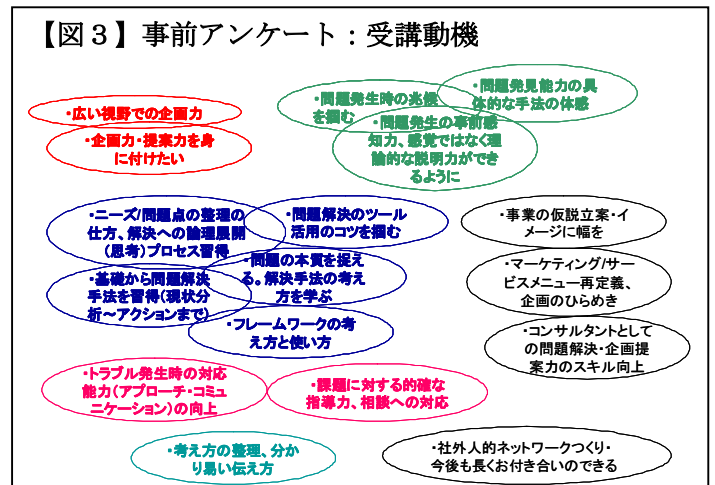 【図3】事前アンケート：受講動機
・広い視野での企画力
・企画力・提案力を身
に付けたい
・問題発生時の兆候
を掴む
・問題発見能力の具
体的な手法の体感
・問題発生の事前感
知力、感覚ではなく理
論的な説明力ができ
るように
・ニーズ/問題点の整理の
仕方、解決への論理展開
(思考)プロセス習得
・問題解決のツール
活用のコツを掴む
・問題の本質を捉え
る。解決手法の考え
方を学ぶ
・基礎から問題解決
手法を習得(現状分
析～アクションまで)
・フレームワークの考
え方と使い方
・事業の仮説立案・イ
メージに幅を
・マーケティング/サー
ビスメニュー再定義、
企画のひらめき
・コンサルタントとして
の問題解決・企画提
案力のスキル向上
・トラブル発生時の対応
能力(アプローチ・コミュ
ニケーション)の向上
・課題に対する的確な
指導力、相談への対応
・考え方の整理、分か
り易い伝え方
・社外人的ネットワークつくり・
今後も長くお付き合いのできる